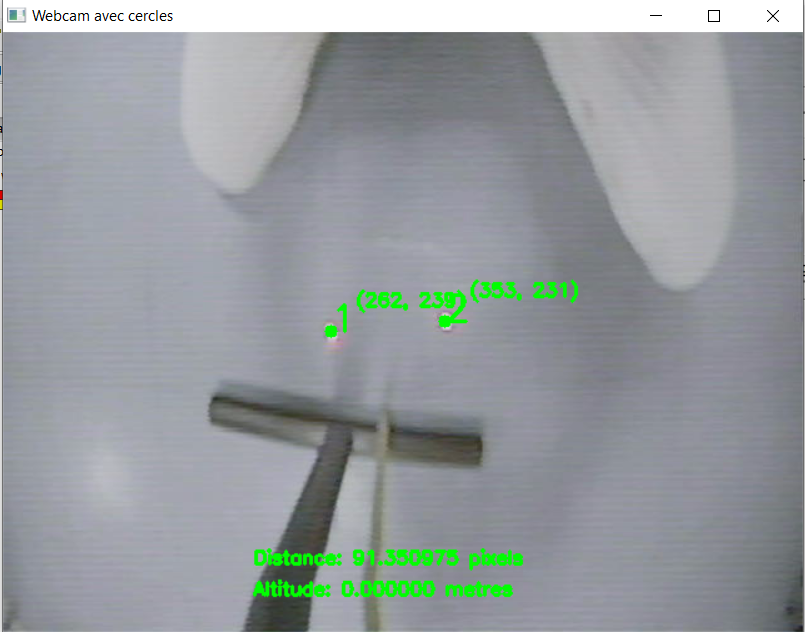 Webcam avec cercles
1 (262, 239)
2 (353, 231)
Distance: 91.350975 pixels
Altitude: 0.000000 metres